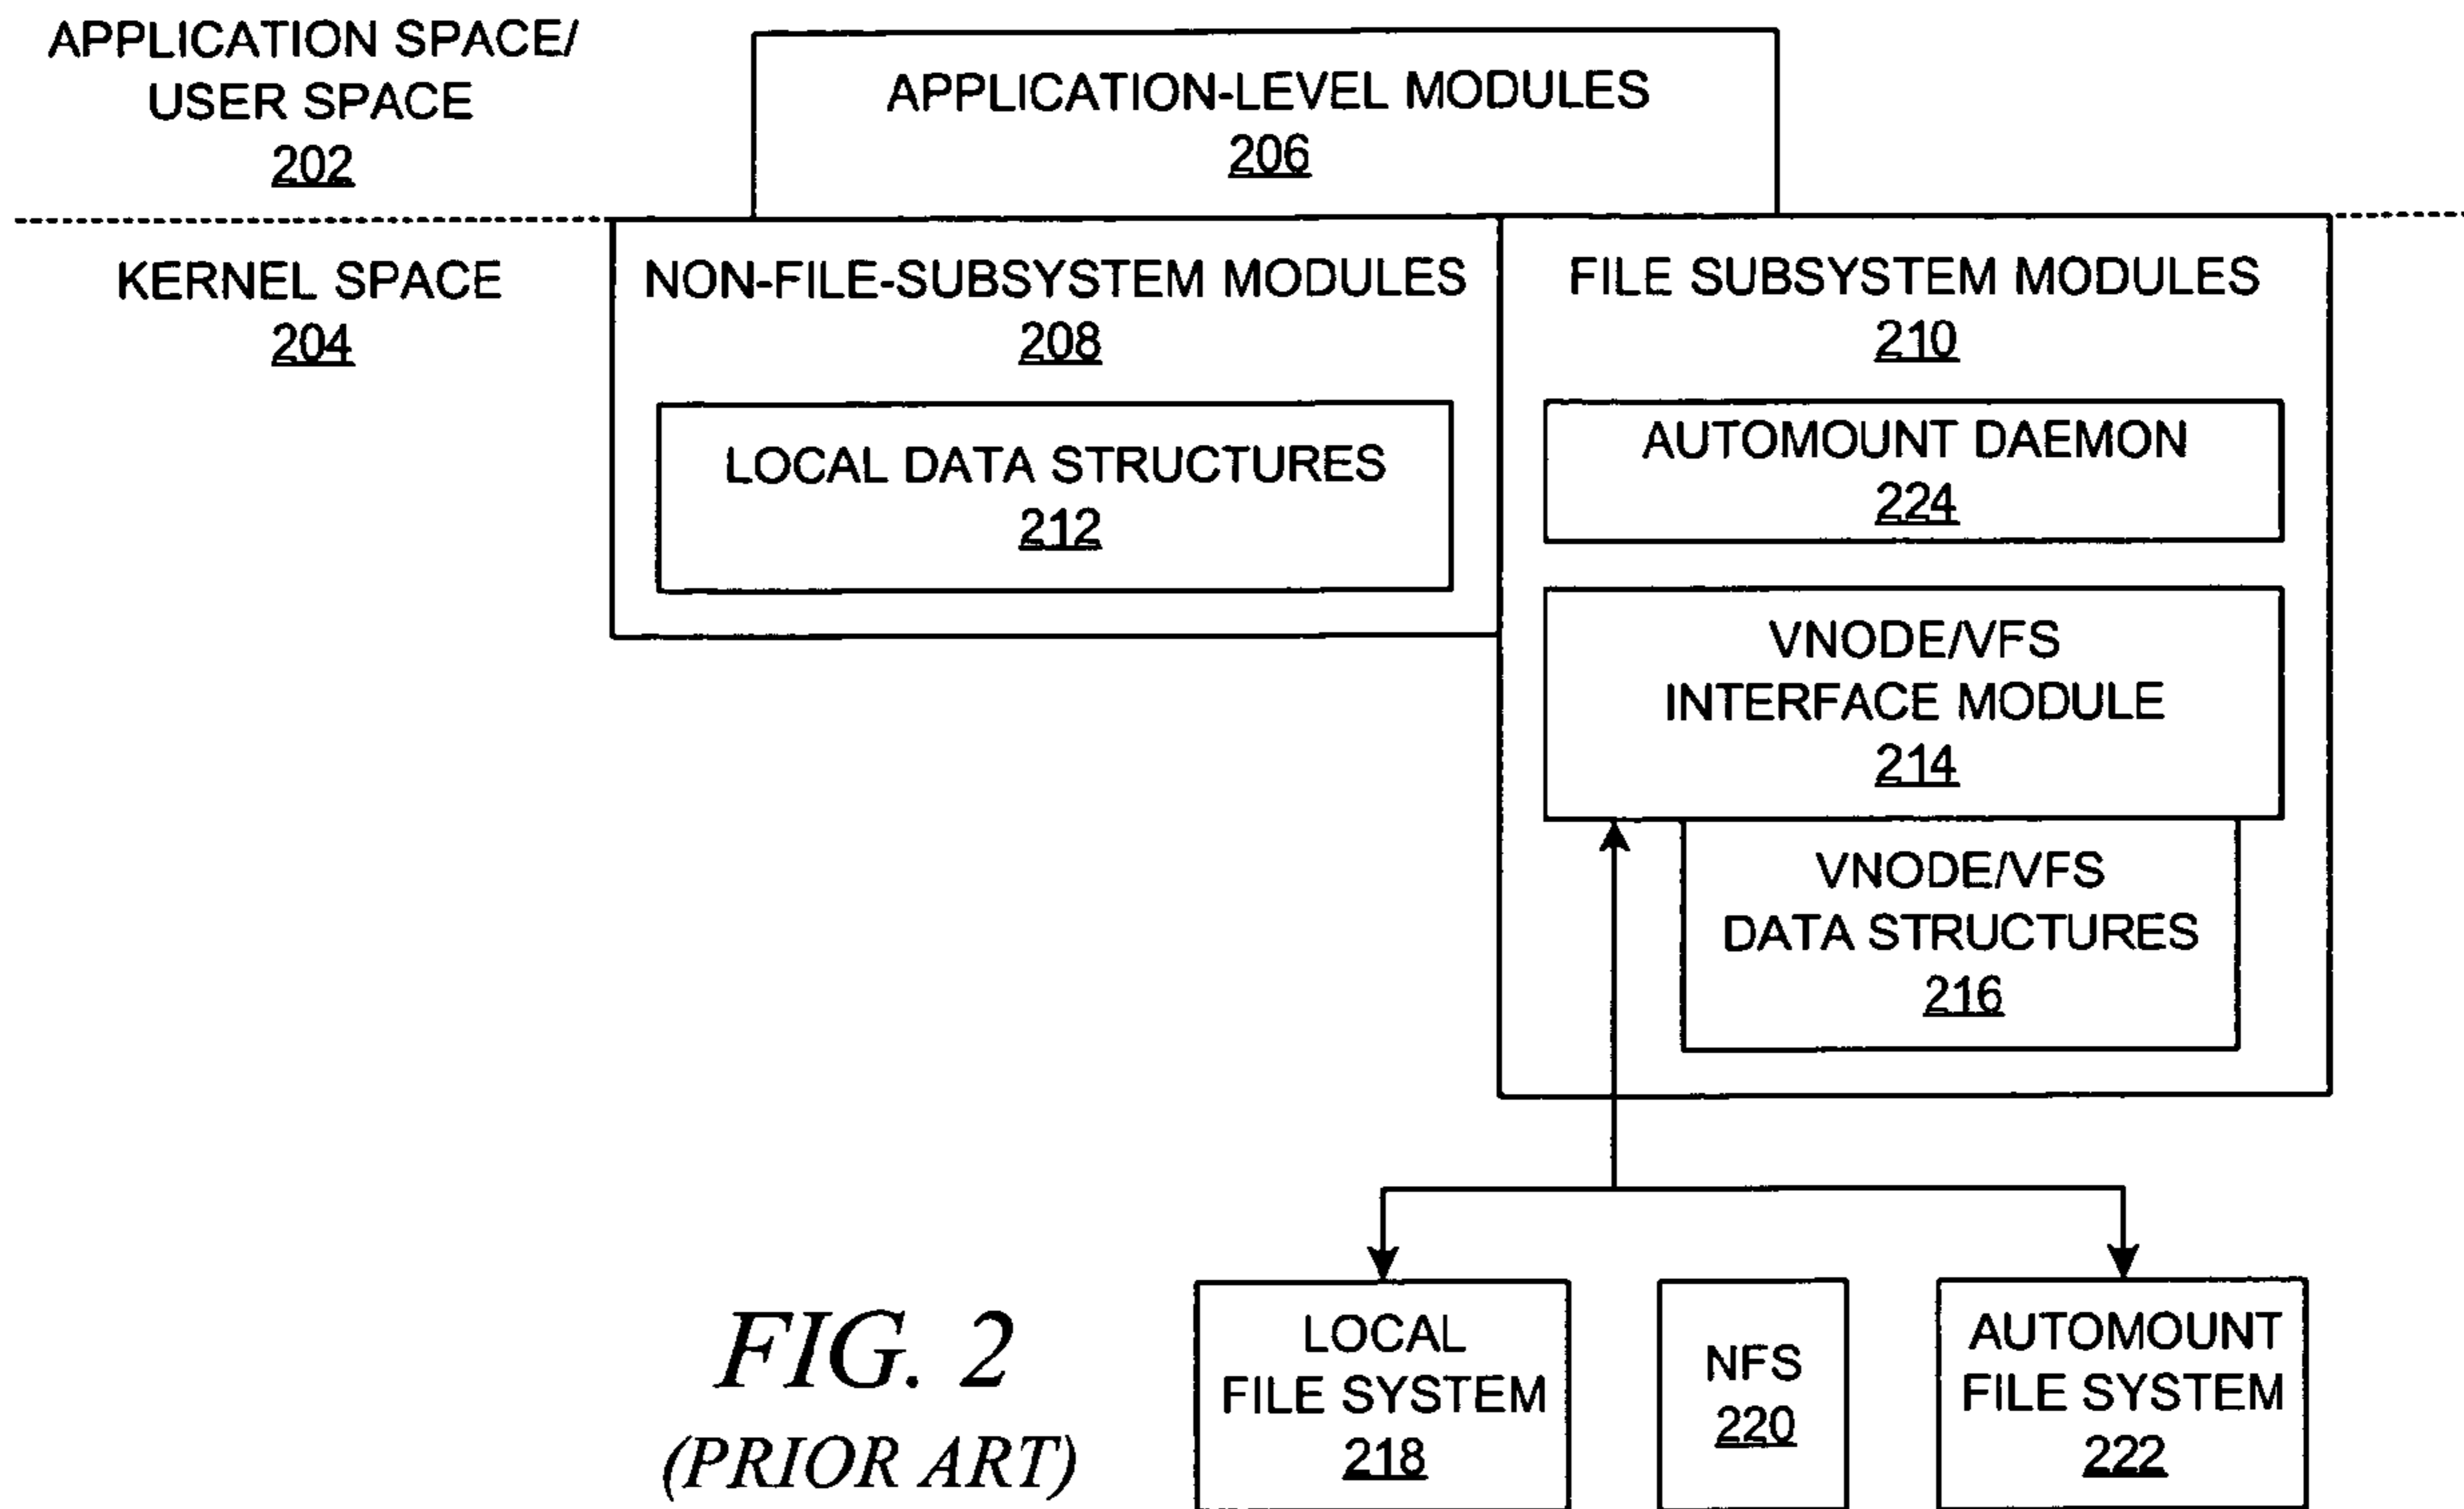 APPLICATION SPACE/
USER SPACE
202
APPLICATION-LEVEL MODULES
206
KERNEL SPACE
204
NON-FILE-SUBSYSTEM MODULES
208
LOCAL DATA STRUCTURES
212
FILE SUBSYSTEM MODULES
210
AUTOMOUNT DAEMON
224
VNODE/VFS
INTERFACE MODULE
214
VNODE/VFS
DATA STRUCTURES
216
LOCAL
FILE SYSTEM
218
NFS
220
AUTOMOUNT
FILE SYSTEM
222
FIG. 2
(PRIOR ART)